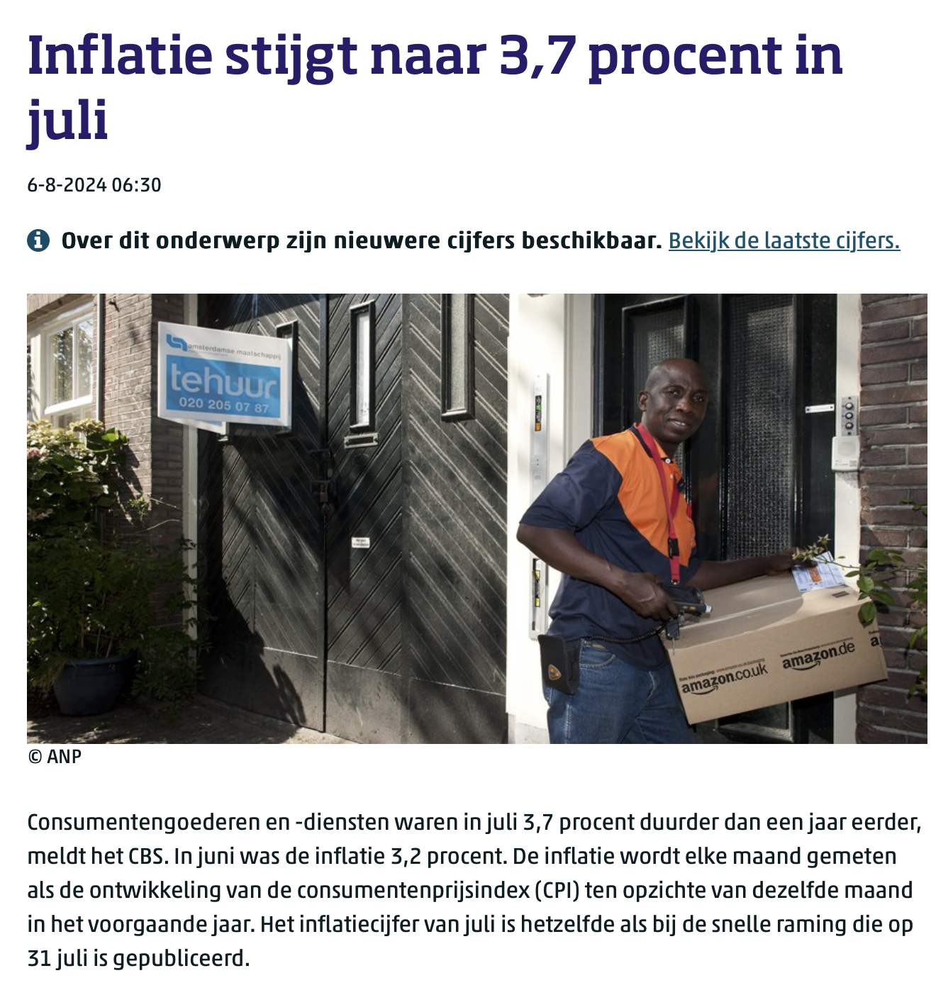 Inflatie stijgt naar 3,7 procent in
juli
6-8-2024 06:30
Over dit onderwerp zijn nieuwere cijfers beschikbaar. Bekijk de laatste cijfers.
amsterdamse maatschappij
tehuur
020 205 07 87
amazon.co.uk
amazon.de
a
© ANP
Consumentengoederen en -diensten waren in juli 3,7 procent duurder dan een jaar eerder,
meldt het CBS. In juni was de inflatie 3,2 procent. De inflatie wordt elke maand gemeten
als de ontwikkeling van de consumentenprijsindex (CPI) ten opzichte van dezelfde maand
in het voorgaande jaar. Het inflatiecijfer van juli is hetzelfde als bij de snelle raming die op
31 juli is gepubliceerd.